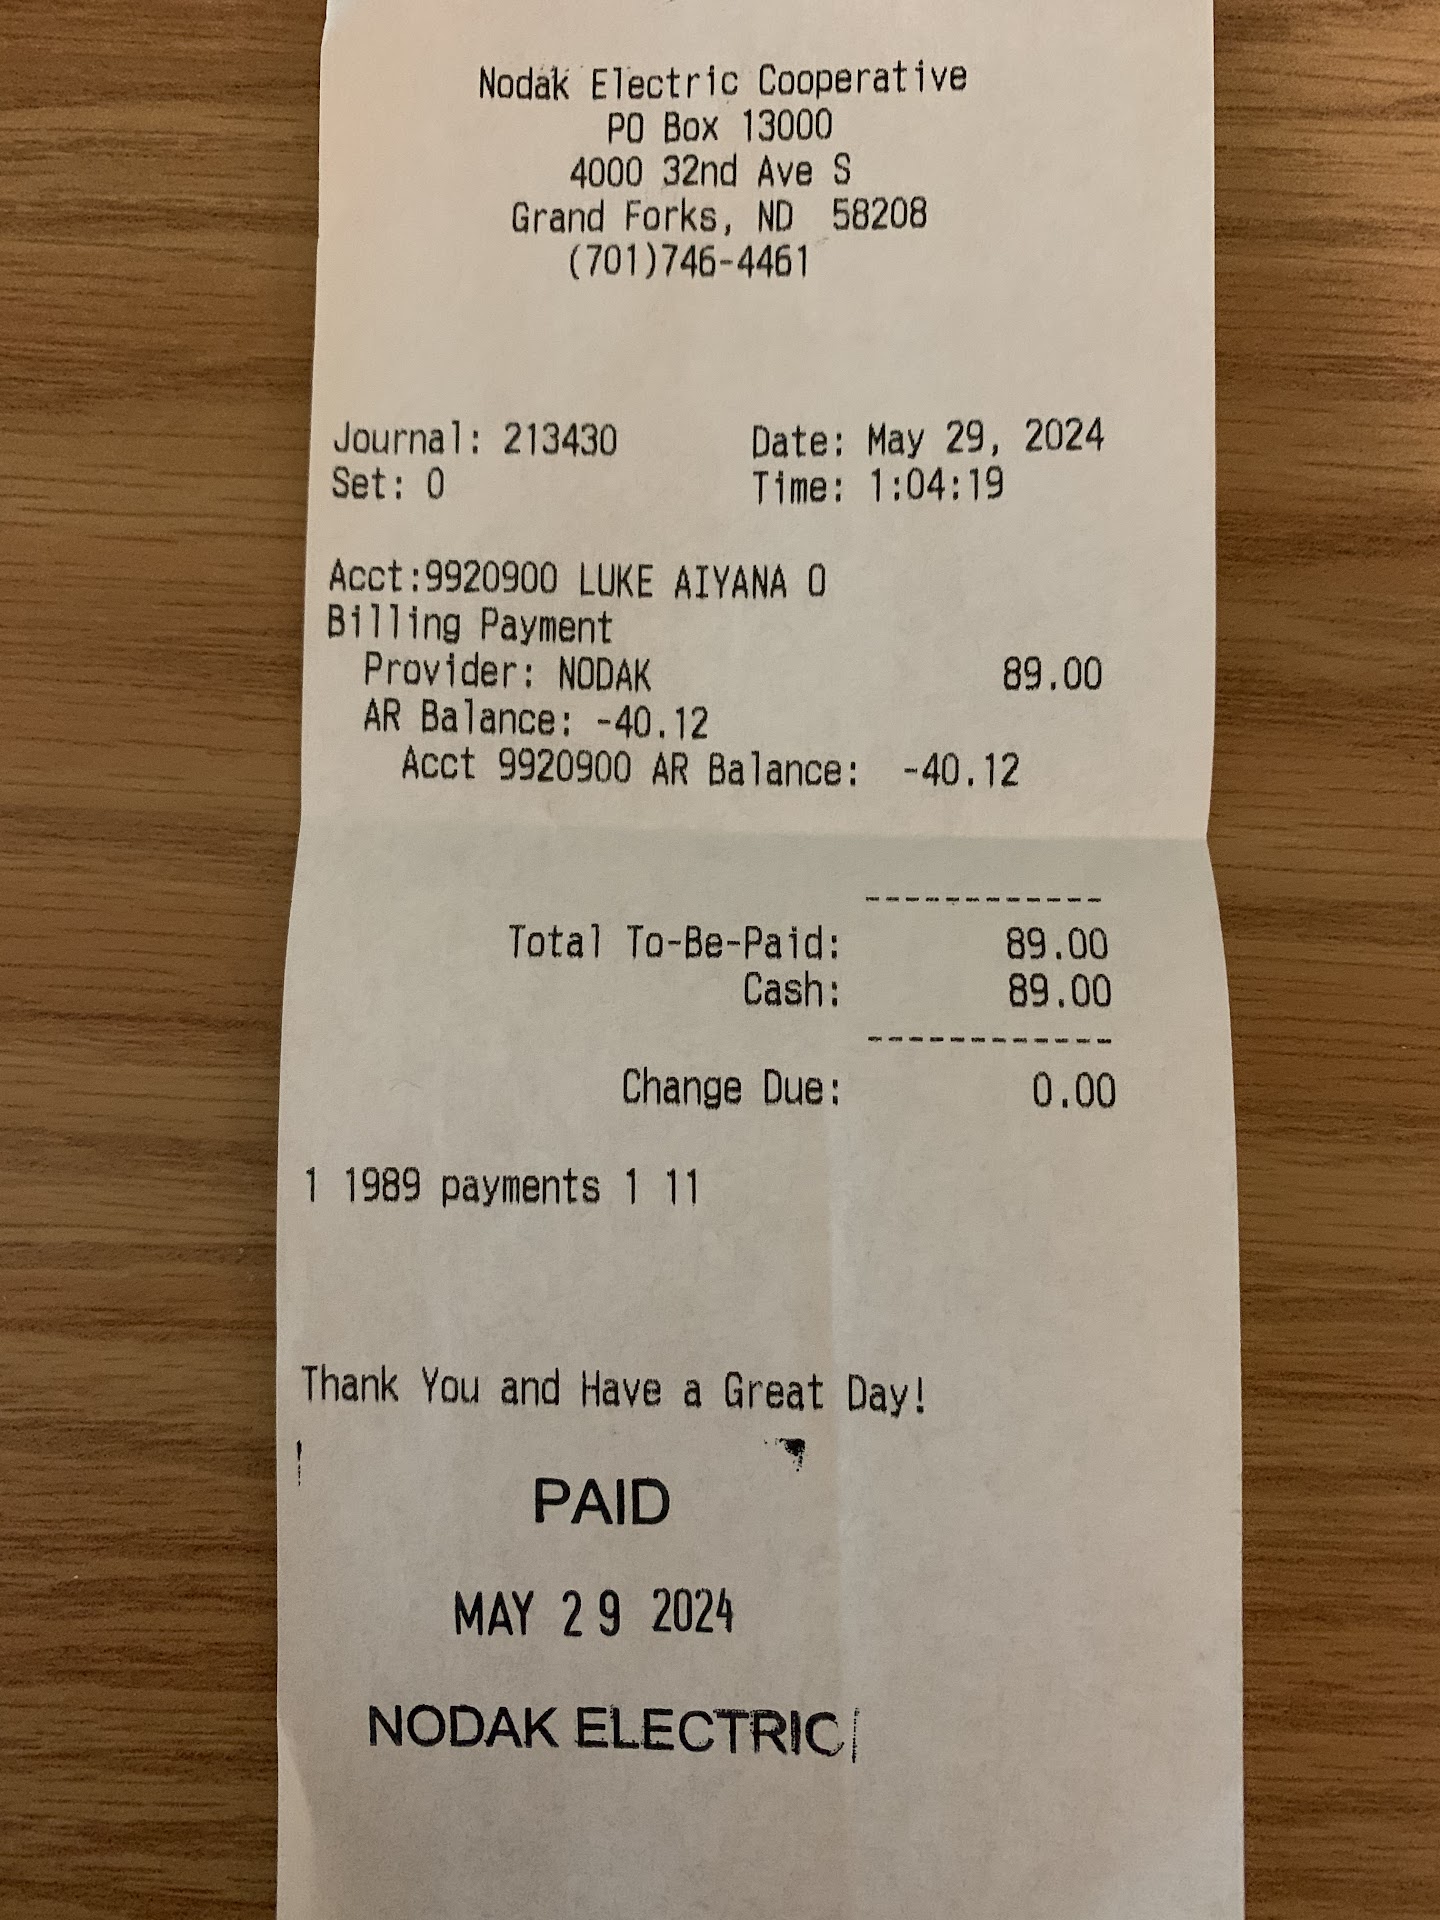 Nodak Electric Cooperative
PO Box 13000
4000 32nd Ave S
Grand Forks, ND 58208
(701)746-4461
Journal: 213430 Date: May 29, 2024
Set: 0 Time: 1:04:19
Acct:9920900 LUKE AIYANA O
Billing Payment
Provider: NODAK 89.00
AR Balance: -40.12
Acct 9920900 AR Balance: -40.12
------------
Total To-Be-Paid: 89.00
Cash: 89.00
------------
Change Due: 0.00
1 1989 payments 1 11
Thank You and Have a Great Day!
PAID
MAY 29 2024
NODAK ELECTRIC